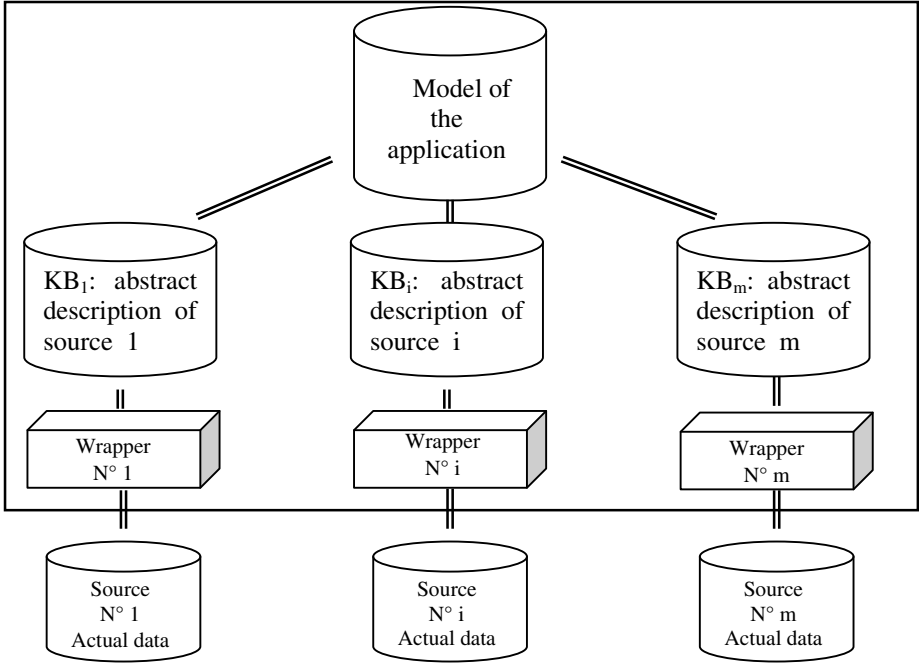 Model of
the
application
KB1: abstract
description of
source 1
KBi: abstract
description of
source i
KBm: abstract
description of
source m
Wrapper
N° 1
Wrapper
N° i
Wrapper
N° m
Source
N° 1
Actual data
Source
N° i
Actual data
Source
N° m
Actual data